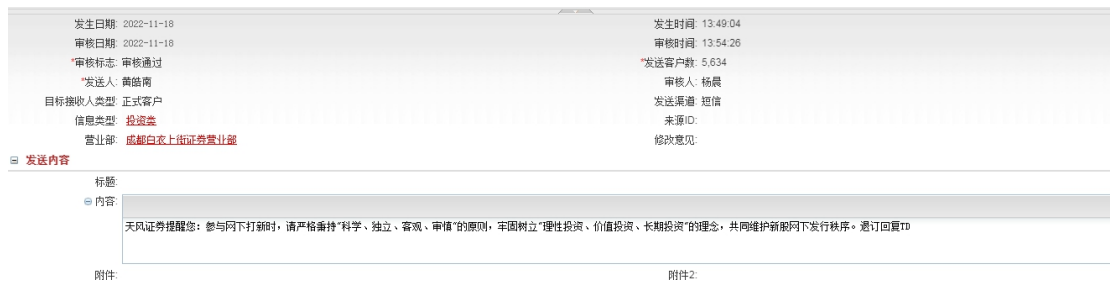 发生日期: 2022-11-18 发生时间: 13:49:04
审核日期: 2022-11-18 审核时间: 13:54:26
*审核标志: 审核通过 *发送客户数: 5,634
*发送人: 黄皓南 审核人: 杨晨
目标接收人类型: 正式客户 发送渠道: 短信
信息类型: 投资类 来源ID:
营业部: 成都白衣上街证券营业部 修改意见:
发送内容
标题:
内容:
天风证券提醒您：参与网下打新时，请严格秉持“科学、独立、客观、审慎”的原则，牢固树立“理性投资、价值投资、长期投资”的理念，共同维护新股网下发行秩序。退订回复TD
附件: 附件2: